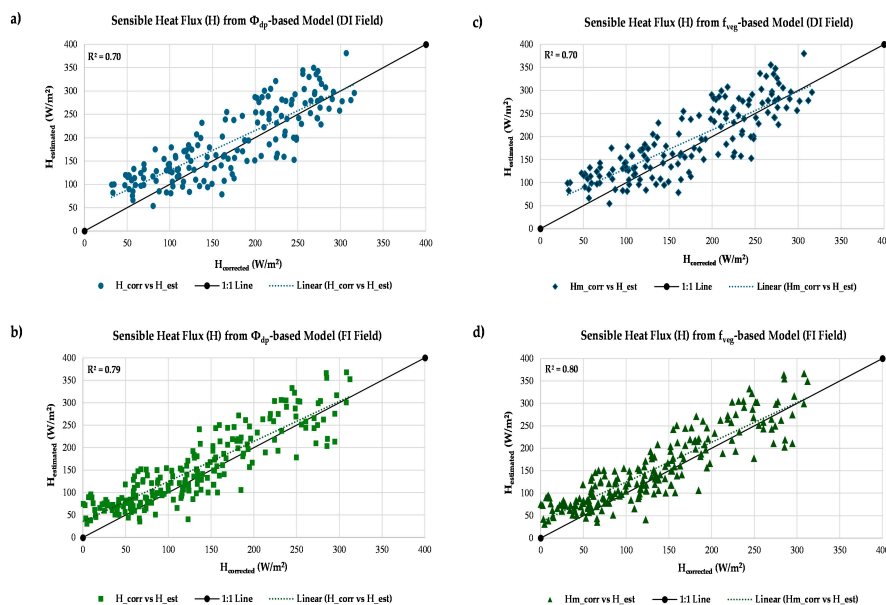 a)
Sensible Heat Flux (H) from Φdp-based Model (DI Field)
R² = 0.70
400
350
300
250
200
150
100
50
0
Hestimated (W/m²)
0 50 100 150 200 250 300 350 400
Hcorrected (W/m²)
H_corr vs H_est 1:1 Line Linear (H_corr vs H_est)
c)
Sensible Heat Flux (H) from fveg-based Model (DI Field)
R² = 0.70
400
350
300
250
200
150
100
50
0
Hestimated (W/m²)
0 50 100 150 200 250 300 350 400
Hcorrected (W/m²)
Hm_corr vs H_est 1:1 Line Linear (Hm_corr vs H_est)
b)
Sensible Heat Flux (H) from Φdp-based Model (FI Field)
R² = 0.79
400
350
300
250
200
150
100
50
0
Hestimated (W/m²)
0 50 100 150 200 250 300 350 400
Hcorrected (W/m²)
H_corr vs H_est 1:1 Line Linear (H_corr vs H_est)
d)
Sensible Heat Flux (H) from fveg-based Model (FI Field)
R² = 0.80
400
350
300
250
200
150
100
50
0
Hestimated (W/m²)
0 50 100 150 200 250 300 350 400
Hcorrected (W/m²)
Hm_corr vs H_est 1:1 Line Linear (Hm_corr vs H_est)